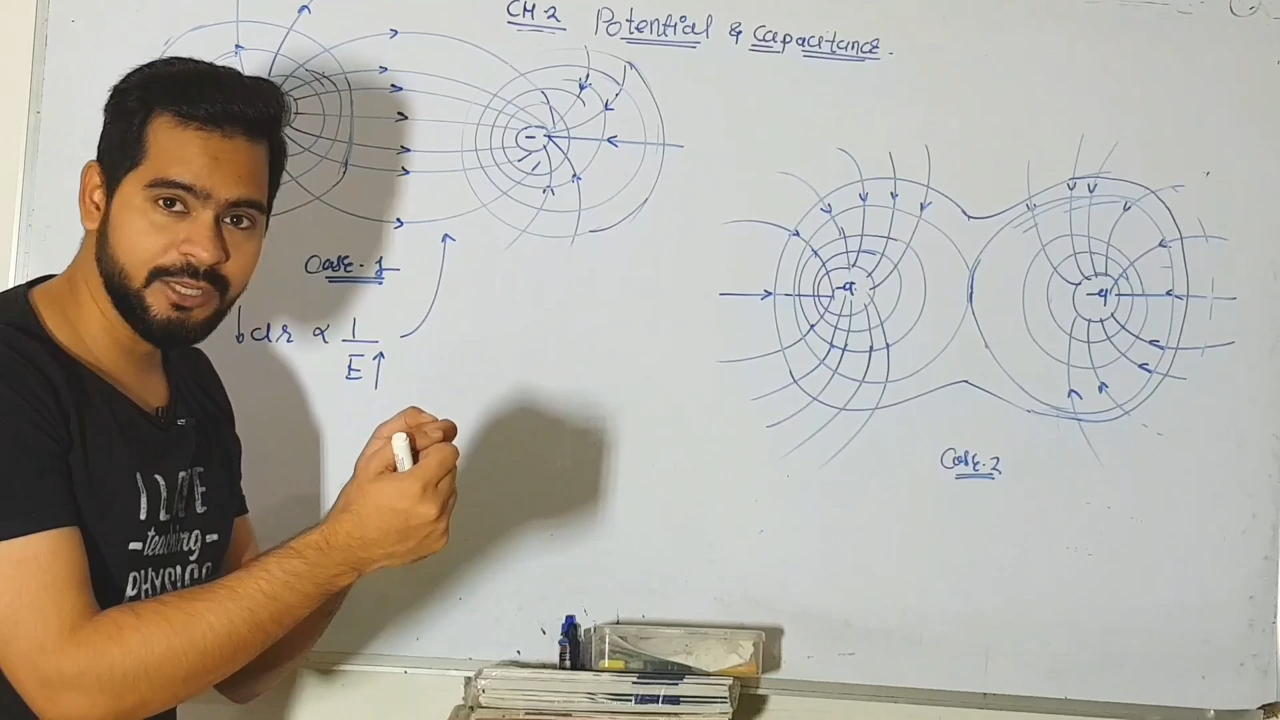 CH-2 Potential & Capacitance.
-
Case-1
↓dr ∝ 1/E↑
-q
-q
Case-2
I LOVE
-teaching-
PHYSICS